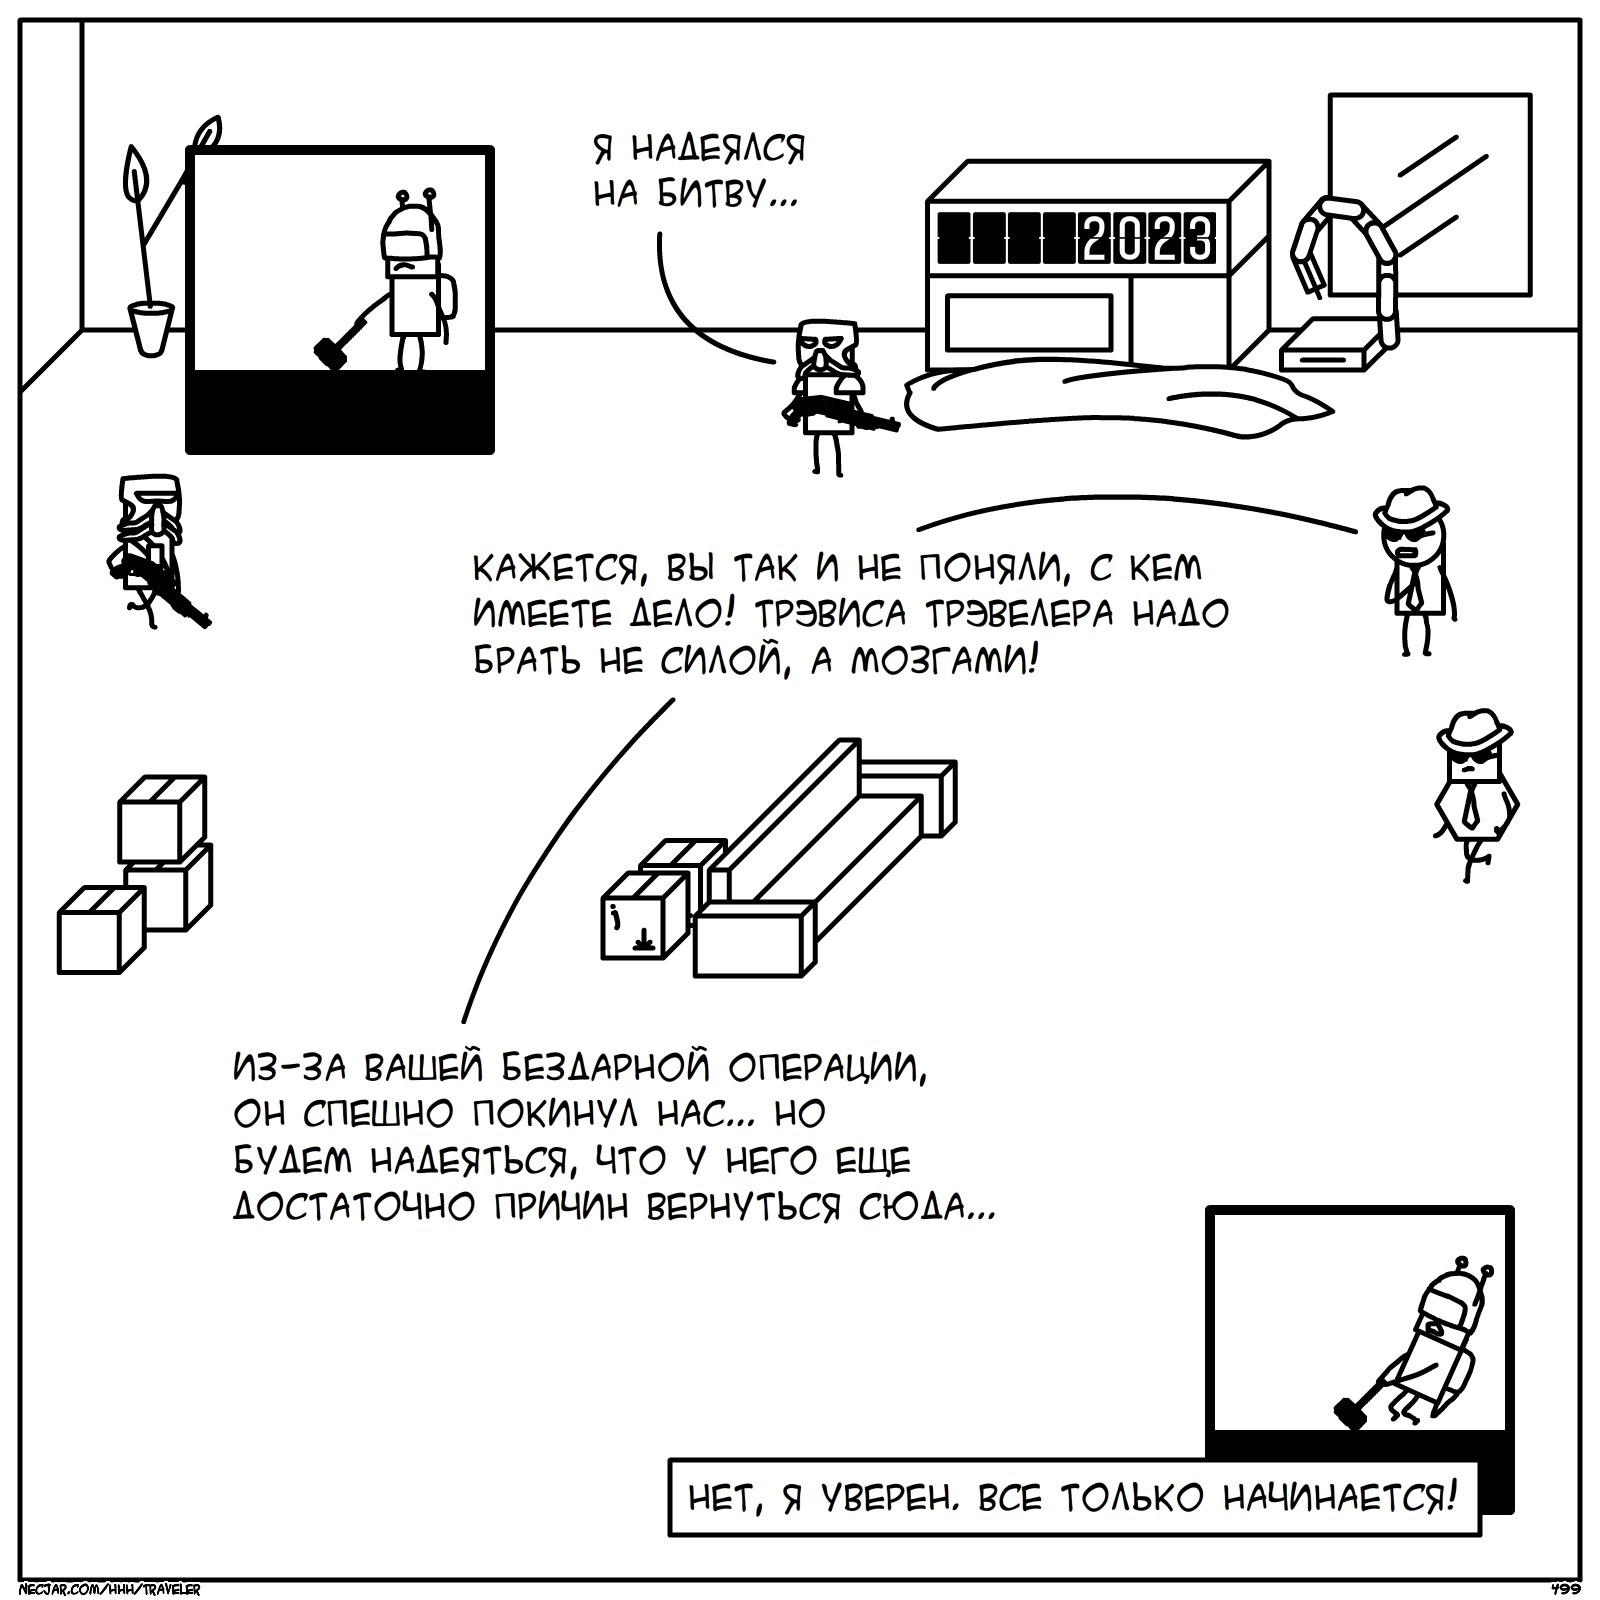 Я НАДЕЯЛСЯ
НА БИТВУ...
2023
КАЖЕТСЯ, ВЫ ТАК И НЕ ПОНЯЛИ, С КЕМ
ИМЕЕТЕ ДЕЛО! ТРЭВИСА ТРЭВЕЛЕРА НАДО
БРАТЬ НЕ СИЛОЙ, А МОЗГАМИ!
ИЗ-ЗА ВАШЕЙ БЕЗДАРНОЙ ОПЕРАЦИИ,
ОН СПЕШНО ПОКИНУЛ НАС... НО
БУДЕМ НАДЕЯТЬСЯ, ЧТО У НЕГО ЕЩЕ
ДОСТАТОЧНО ПРИЧИН ВЕРНУТЬСЯ СЮДА...
НЕТ, Я УВЕРЕН. ВСЕ ТОЛЬКО НАЧИНАЕТСЯ!
NECJAR.COM/HHH/TRAVELER
499